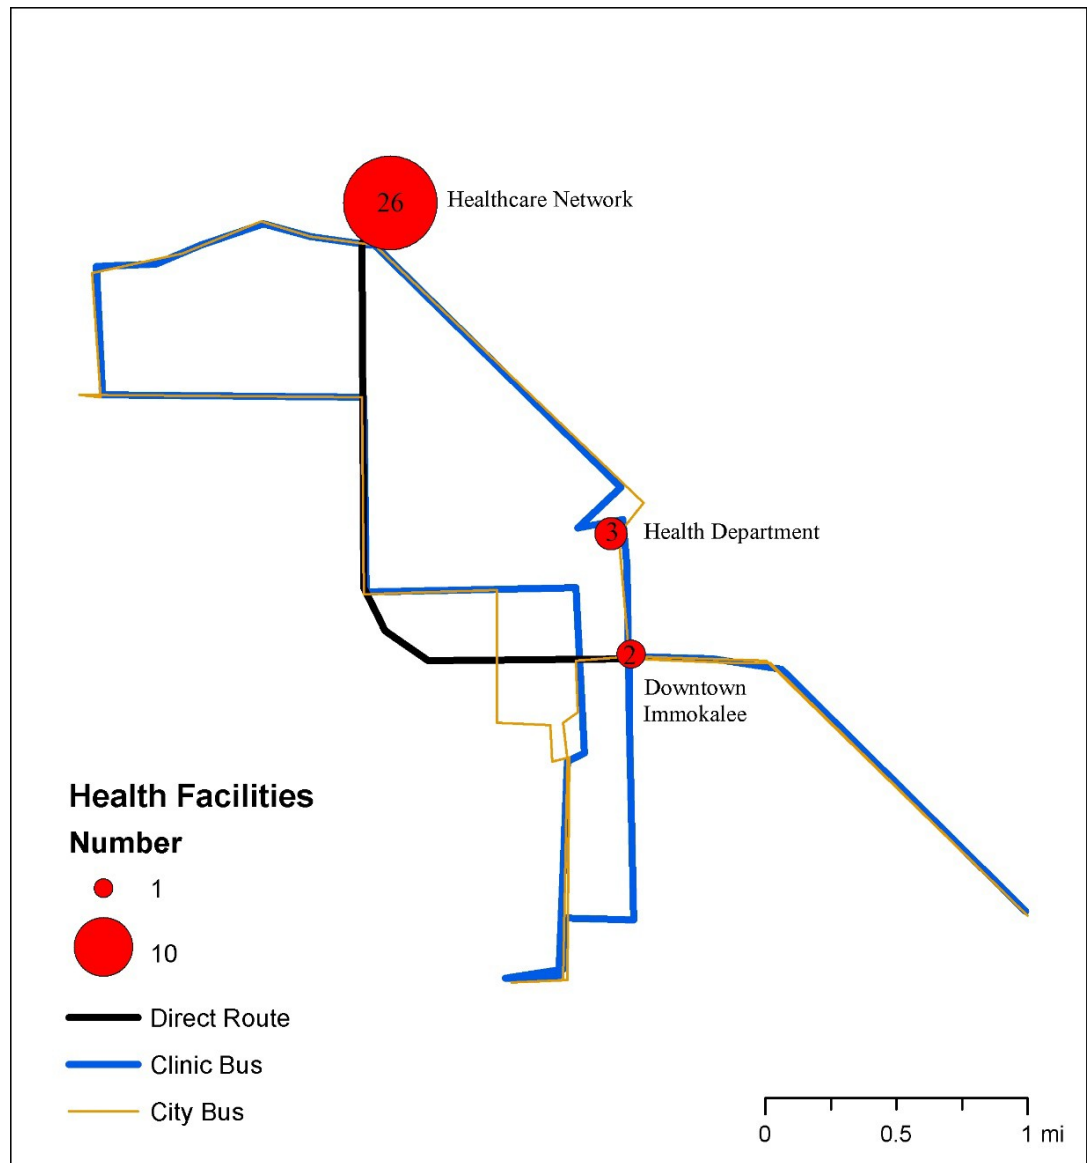 26
Healthcare Network
3
Health Department
2
Downtown
Immokalee
Health Facilities
Number
1
10
Direct Route
Clinic Bus
City Bus
0
0.5
1 mi